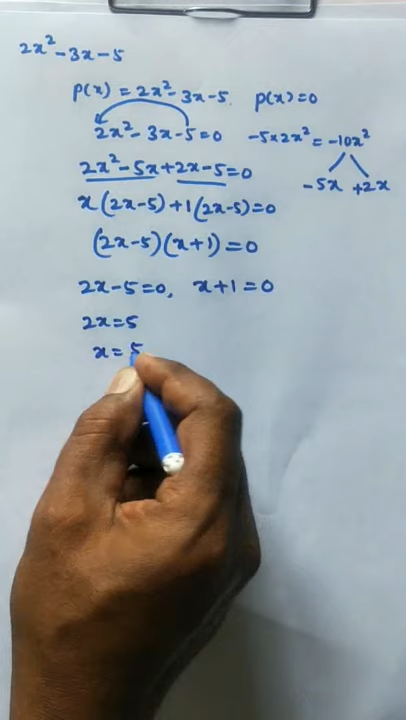 2x² - 3x - 5
p(x) = 2x² - 3x - 5. p(x) = 0
2x² - 3x - 5 = 0 -5 x 2x² = -10x²
2x² - 5x + 2x - 5 = 0 -5x +2x
x(2x - 5) + 1(2x - 5) = 0
(2x - 5)(x + 1) = 0
2x - 5 = 0, x + 1 = 0
2x = 5
x = 5